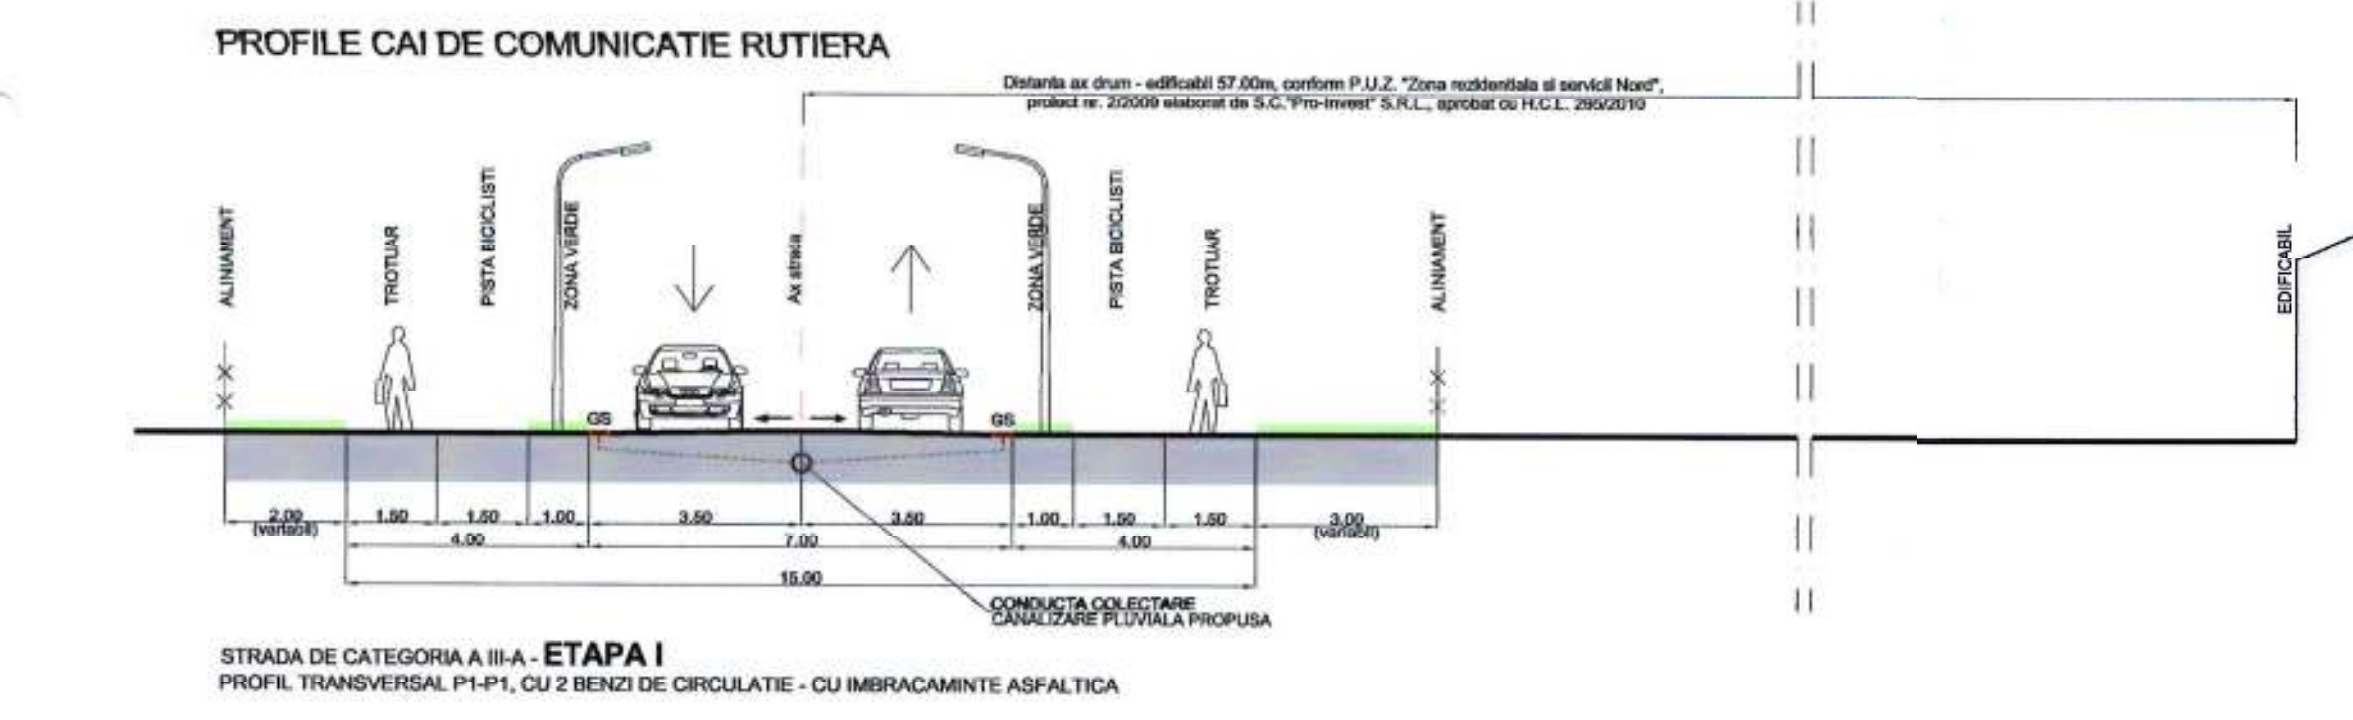 PROFILE CAI DE COMUNICATIE RUTIERA
Distanta ax drum - edificabil 57.00m, conform P.U.Z. "Zona rezidentiala si servicii Nord",
proiect nr. 2/2009 elaborat de S.C."Pro-Invest" S.R.L., aprobat cu H.C.L. 295/2010
ALINIAMENT
TROTUAR
PISTA BICICLISTI
ZONA VERDE
Ax strada
ZONA VERDE
PISTA BICICLISTI
TROTUAR
ALINIAMENT
EDIFICABIL
GS
GS
2.00 1.50 1.50 1.00 3.50 3.50 1.00 1.50 1.50 3.00
(variabil) (variabil)
4.00 7.00 4.00
15.00
CONDUCTA COLECTARE
CANALIZARE PLUVIALA PROPUSA
STRADA DE CATEGORIA A III-A - ETAPA I
PROFIL TRANSVERSAL P1-P1, CU 2 BENZI DE CIRCULATIE - CU IMBRACAMINTE ASFALTICA